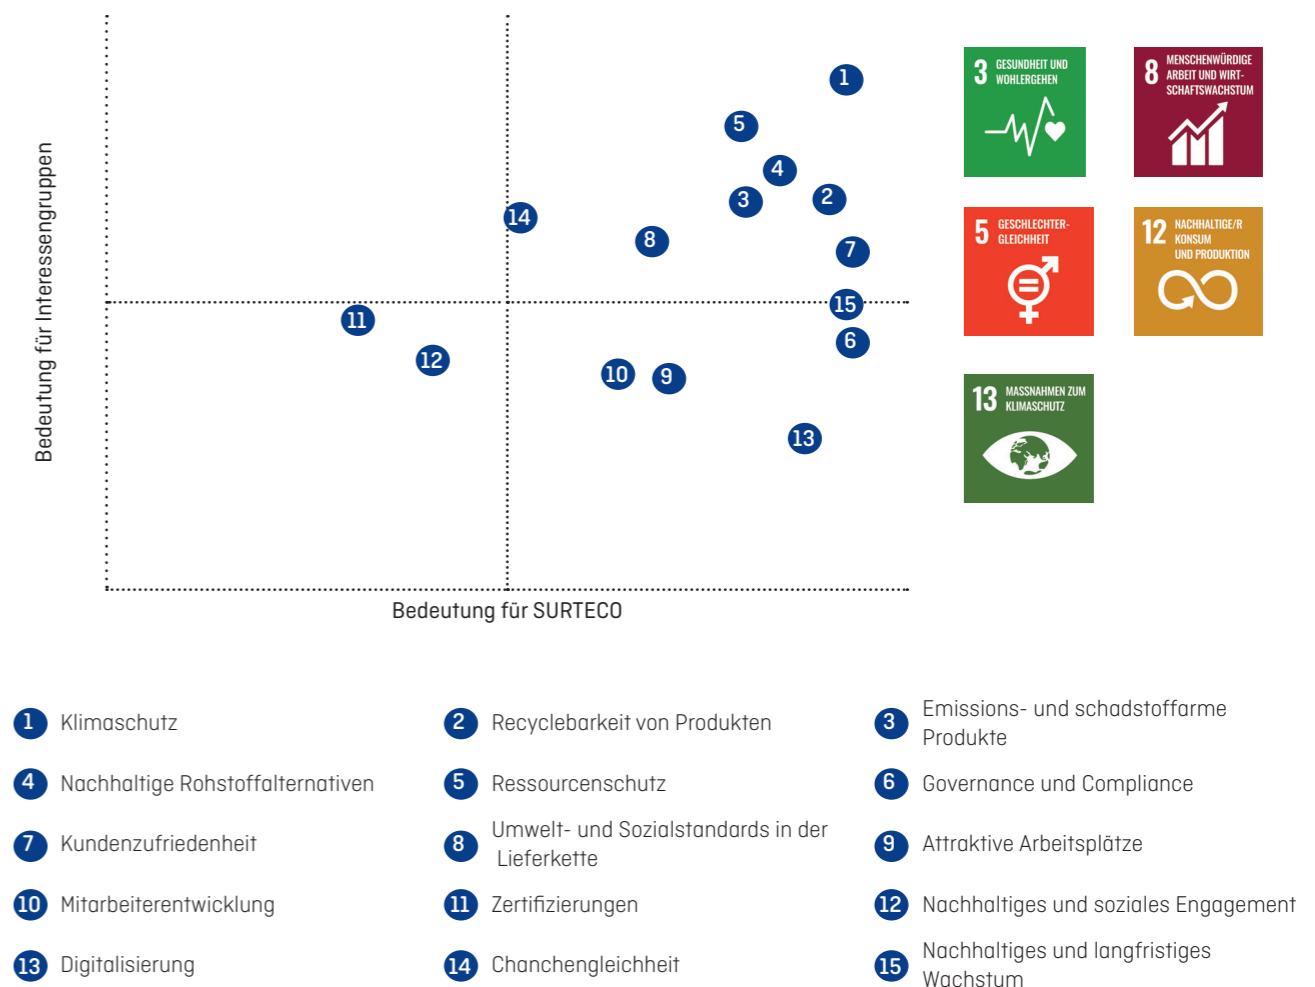 Bedeutung für Interessengruppen
1
5
4
3
2
14
8
7
15
11
6
12
10
9
13
Bedeutung für SURTECO
3 GESUNDHEIT UND
WOHLERGEHEN
8 MENSCHENWÜRDIGE
ARBEIT UND WIRT-
SCHAFTSWACHSTUM
5 GESCHLECHTER-
GLEICHHEIT
12 NACHHALTIGE/R
KONSUM
UND PRODUKTION
13 MASSNAHMEN ZUM
KLIMASCHUTZ
1 Klimaschutz
2 Recyclebarkeit von Produkten
3 Emissions- und schadstoffarme
Produkte
4 Nachhaltige Rohstoffalternativen
5 Ressourcenschutz
6 Governance und Compliance
7 Kundenzufriedenheit
8 Umwelt- und Sozialstandards in der
Lieferkette
9 Attraktive Arbeitsplätze
10 Mitarbeiterentwicklung
11 Zertifizierungen
12 Nachhaltiges und soziales Engagement
13 Digitalisierung
14 Chanchengleichheit
15 Nachhaltiges und langfristiges
Wachstum